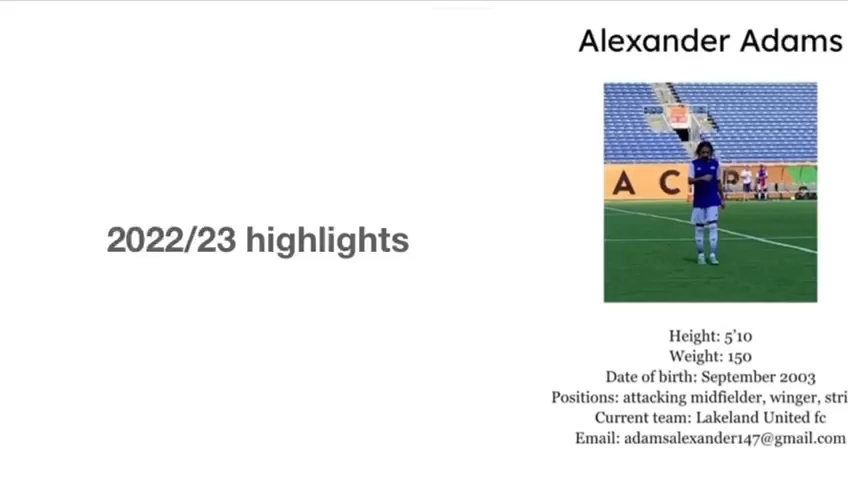 Alexander Adams
ACP
2022/23 highlights
Height: 5’10
Weight: 150
Date of birth: September 2003
Positions: attacking midfielder, winger, stri
Current team: Lakeland United fc
Email: adamsalexander147@gmail.com